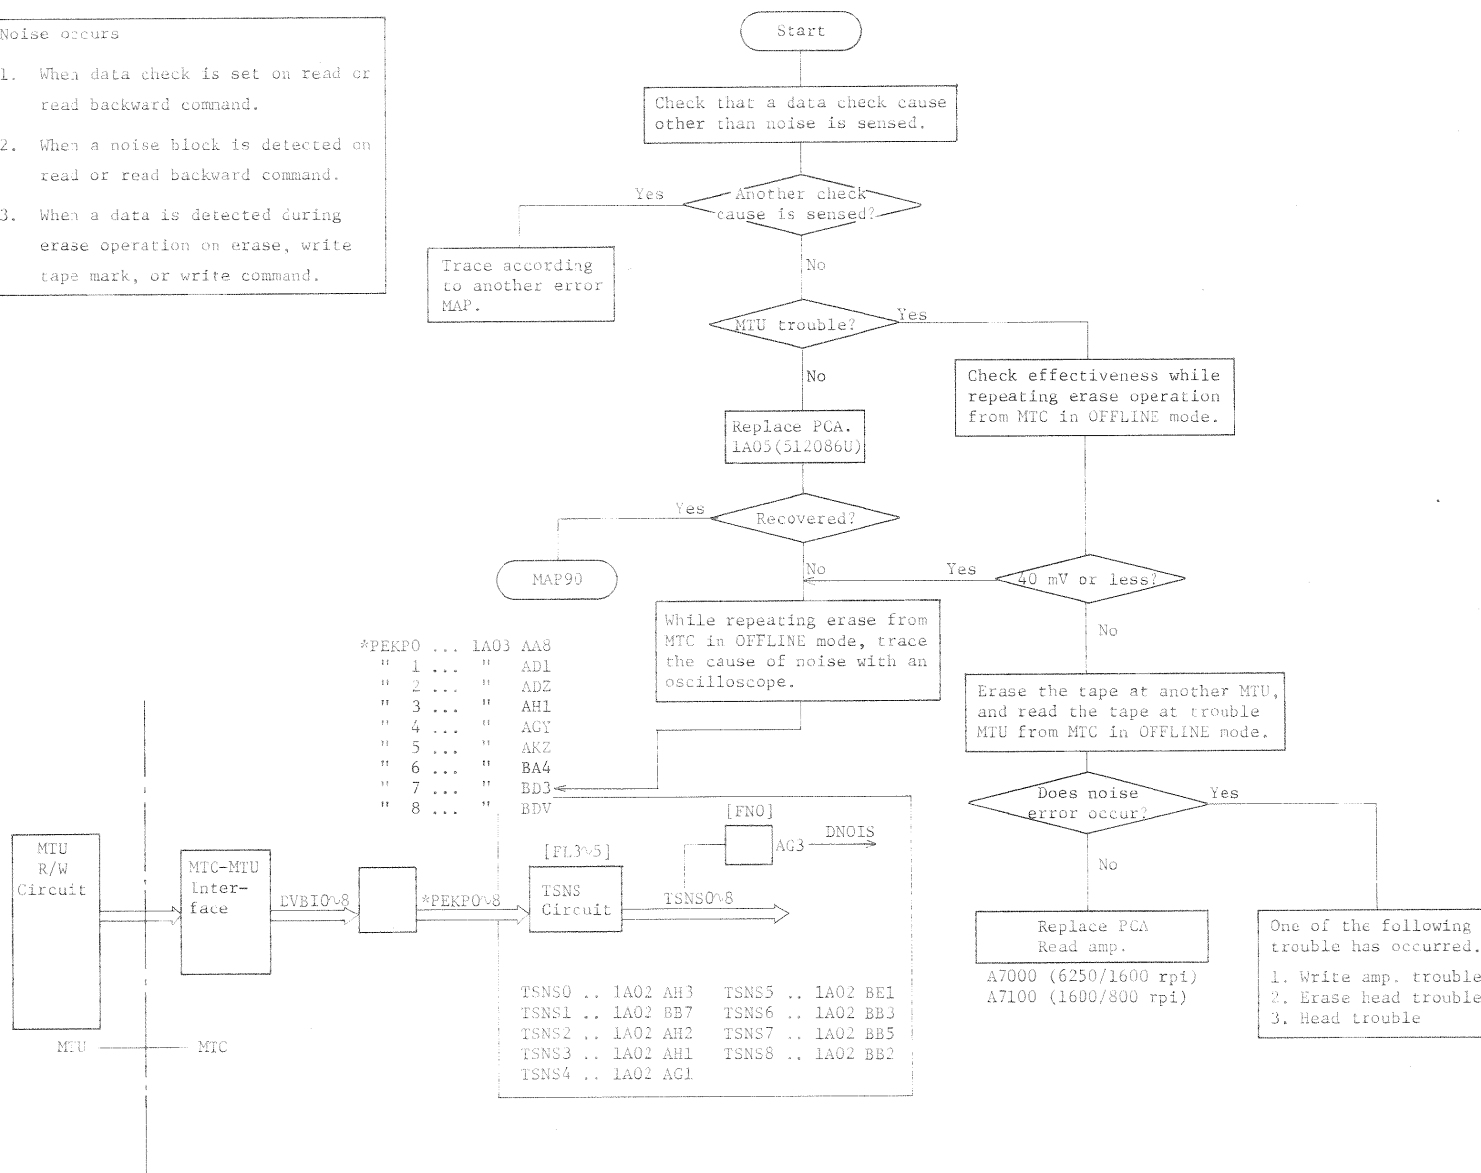 Noise occurs
1. When data check is set on read or
read backward command.
2. When a noise block is detected on
read or read backward command.
3. When a data is detected during
erase operation on erase, write
tape mark, or write command.
Start
Check that a data check cause
other than noise is sensed.
Another check
cause is sensed?
Yes
No
Trace according
to another error
MAP.
MTU trouble?
Yes
No
Check effectiveness while
repeating erase operation
from MTC in OFFLINE mode.
Replace PCA.
1A05(512086U)
Recovered?
Yes
No
MAP90
40 mV or less?
Yes
No
While repeating erase from
MTC in OFFLINE mode, trace
the cause of noise with an
oscilloscope.
Erase the tape at another MTU,
and read the tape at trouble
MTU from MTC in OFFLINE mode.
Does noise
error occur?
Yes
No
Replace PCA
Read amp.
A7000 (6250/1600 rpi)
A7100 (1600/800 rpi)
One of the following
trouble has occurred.
1. Write amp. trouble
2. Erase head trouble
3. Head trouble
*PEKP0 ... 1A03 AA8
" 1 ... " AD1
" 2 ... " ADZ
" 3 ... " AH1
" 4 ... " AGY
" 5 ... " AKZ
" 6 ... " BA4
" 7 ... " BD3
" 8 ... " BDV
MTU
R/W
Circuit
MTC-MTU
Inter-
face
DVBI0~8
*PEKP0~8
[FL3~5]
TSNS
Circuit
TSNS0~8
[FN0]
AG3
DNOIS
TSNS0 .. 1A02 AH3 TSNS5 .. 1A02 BE1
TSNS1 .. 1A02 BB7 TSNS6 .. 1A02 BB3
TSNS2 .. 1A02 AH2 TSNS7 .. 1A02 BB5
TSNS3 .. 1A02 AH1 TSNS8 .. 1A02 BB2
TSNS4 .. 1A02 AG1
MTU
MTC